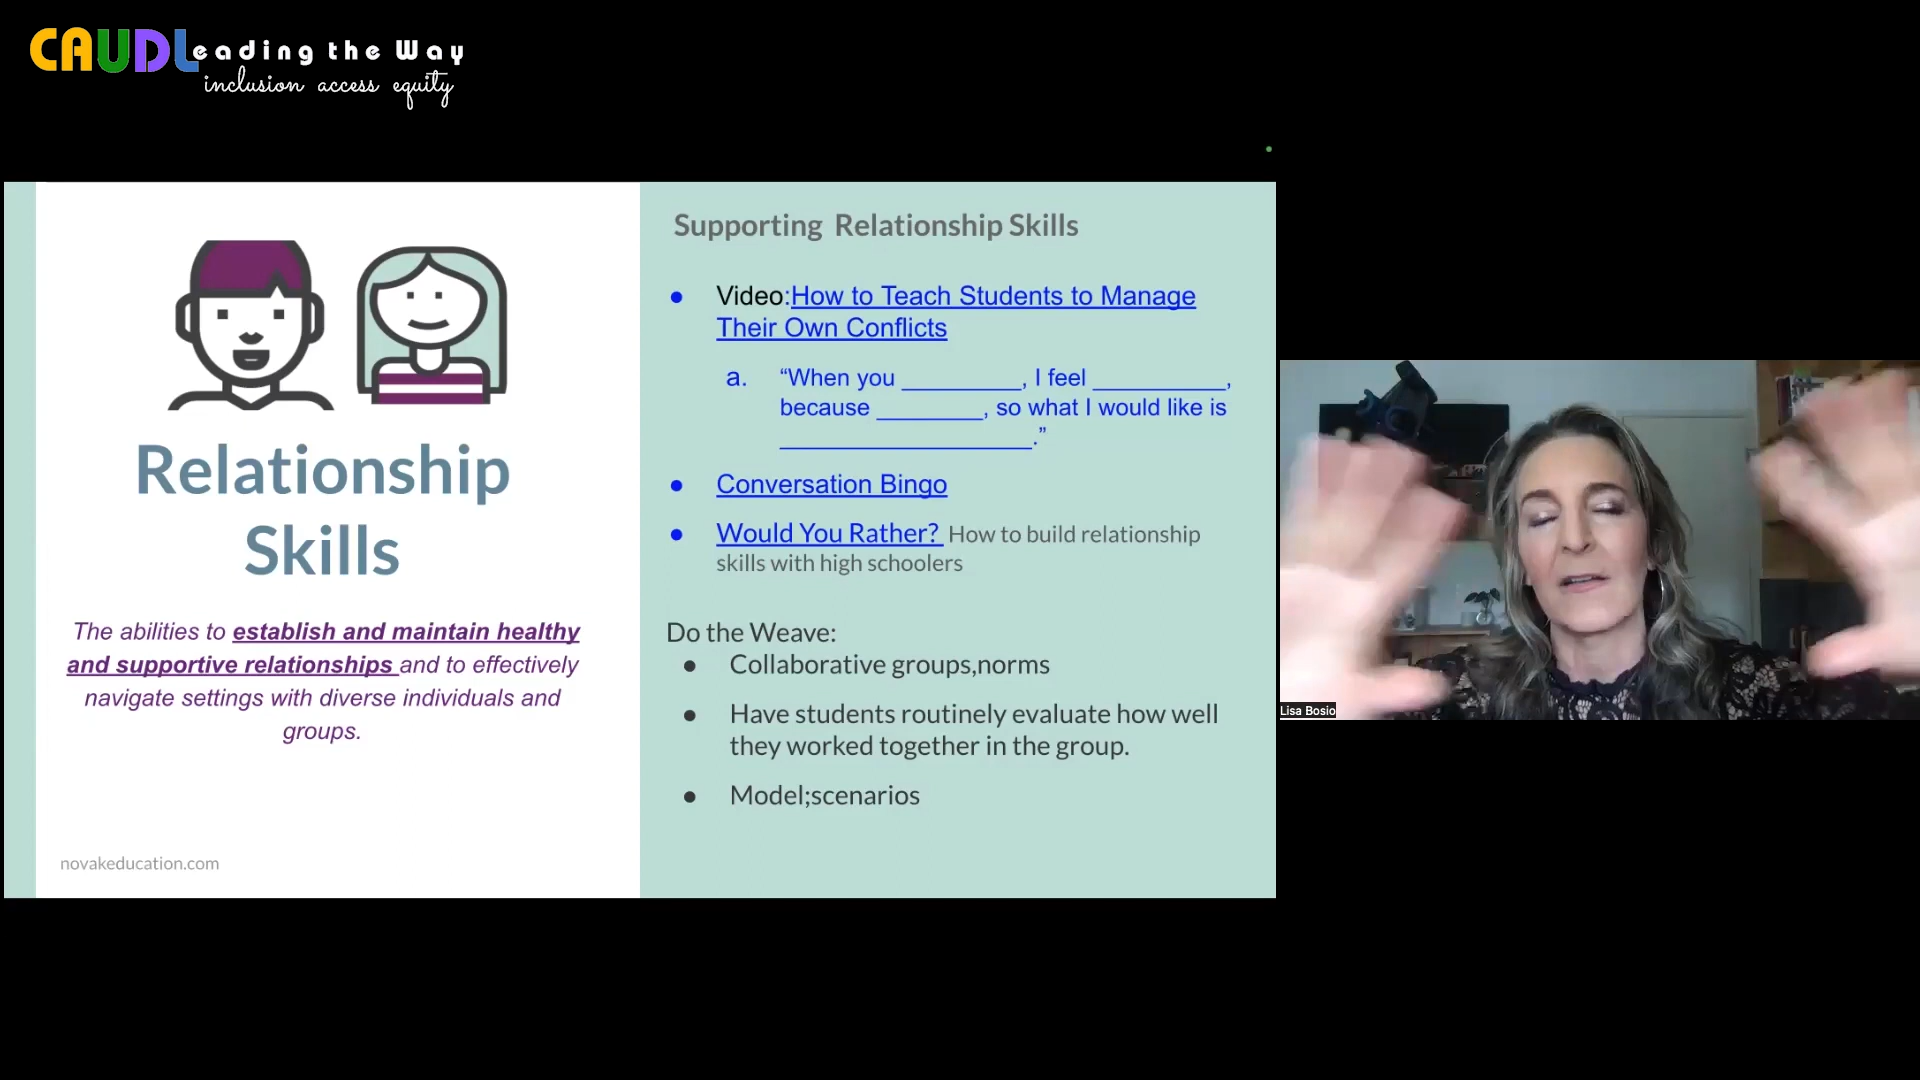 CAUDLeading the Way
inclusion access equity
Relationship
Skills
The abilities to establish and maintain healthy
and supportive relationships and to effectively
navigate settings with diverse individuals and
groups.
novakeducation.com
Supporting Relationship Skills
● Video:How to Teach Students to Manage
Their Own Conflicts
a. “When you _________, I feel __________,
because ________, so what I would like is
___________________.”
● Conversation Bingo
● Would You Rather? How to build relationship
skills with high schoolers
Do the Weave:
● Collaborative groups,norms
● Have students routinely evaluate how well
they worked together in the group.
● Model;scenarios
Lisa Bosio